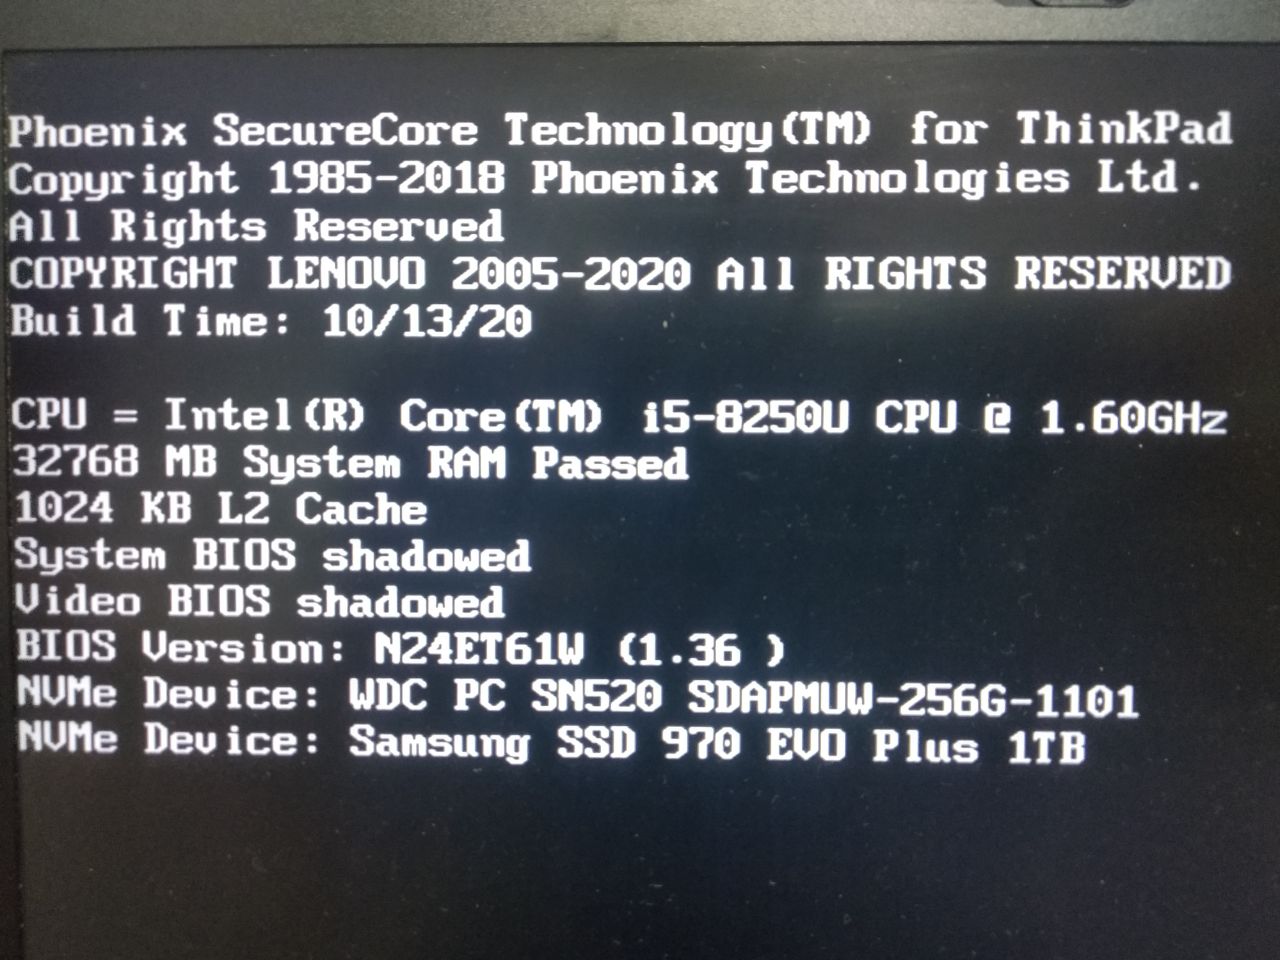 Phoenix SecureCore Technology(TM) for ThinkPad
Copyright 1985-2018 Phoenix Technologies Ltd.
All Rights Reserved
COPYRIGHT LENOVO 2005-2020 All RIGHTS RESERVED
Build Time: 10/13/20
CPU = Intel(R) Core(TM) i5-8250U CPU @ 1.60GHz
32768 MB System RAM Passed
1024 KB L2 Cache
System BIOS shadowed
Video BIOS shadowed
BIOS Version: N24ET61W (1.36 )
NVMe Device: WDC PC SN520 SDAPMUW-256G-1101
NVMe Device: Samsung SSD 970 EVO Plus 1TB